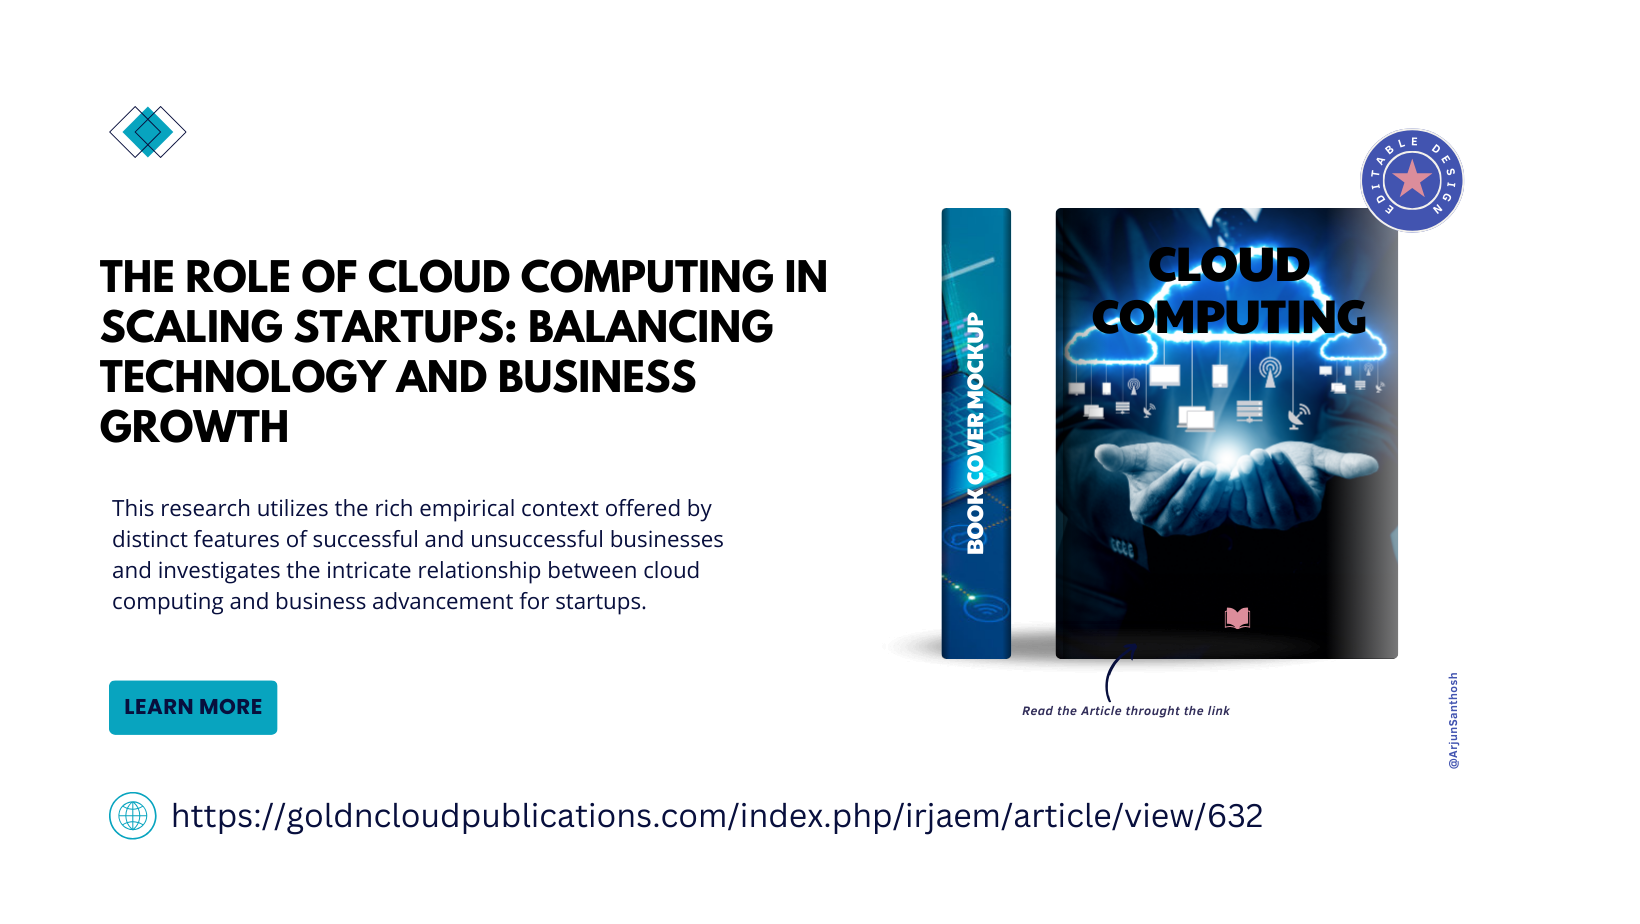 THE ROLE OF CLOUD COMPUTING IN
SCALING STARTUPS: BALANCING
TECHNOLOGY AND BUSINESS
GROWTH
This research utilizes the rich empirical context offered by
distinct features of successful and unsuccessful businesses
and investigates the intricate relationship between cloud
computing and business advancement for startups.
LEARN MORE
https://goldncloudpublications.com/index.php/irjaem/article/view/632
BOOK COVER MOCKUP
CLOUD
COMPUTING
EDITABLE DESIGN
Read the Article throught the link
@ArjunSanthosh